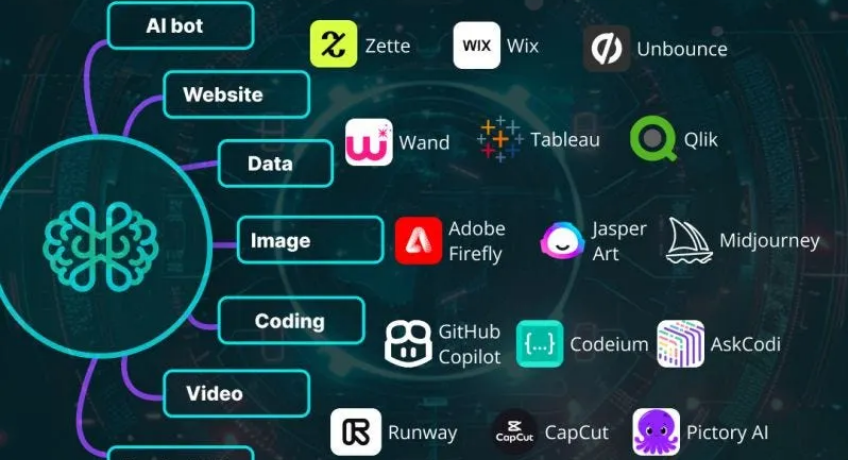 AI bot
Zette
WIX Wix
Unbounce
Website
Data
Wand
Tableau
Qlik
Image
Adobe
Firefly
Jasper
Art
Midjourney
Coding
GitHub
Copilot
{...} Codeium
AskCodi
Video
Runway
CapCut CapCut
Pictory AI